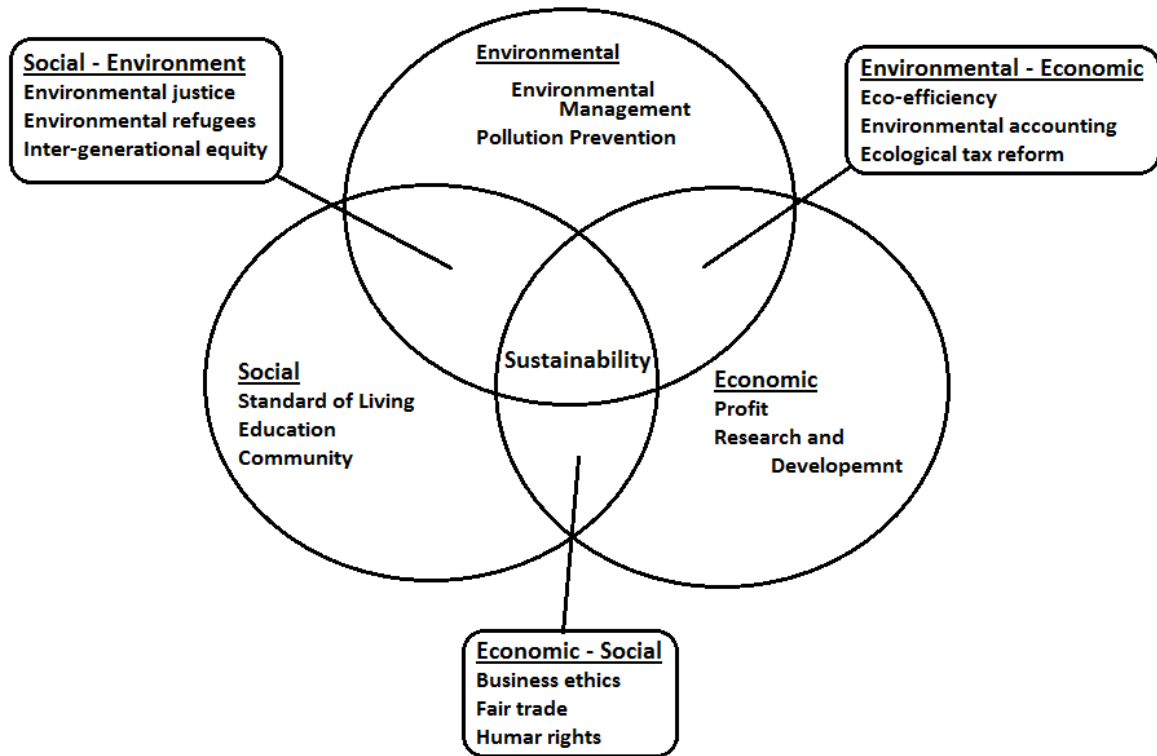 Social - Environment
Environmental justice
Environmental refugees
Inter-generational equity
Environmental
Environmental
Management
Pollution Prevention
Environmental - Economic
Eco-efficiency
Environmental accounting
Ecological tax reform
Sustainability
Social
Standard of Living
Education
Community
Economic
Profit
Research and
Developemnt
Economic - Social
Business ethics
Fair trade
Humar rights